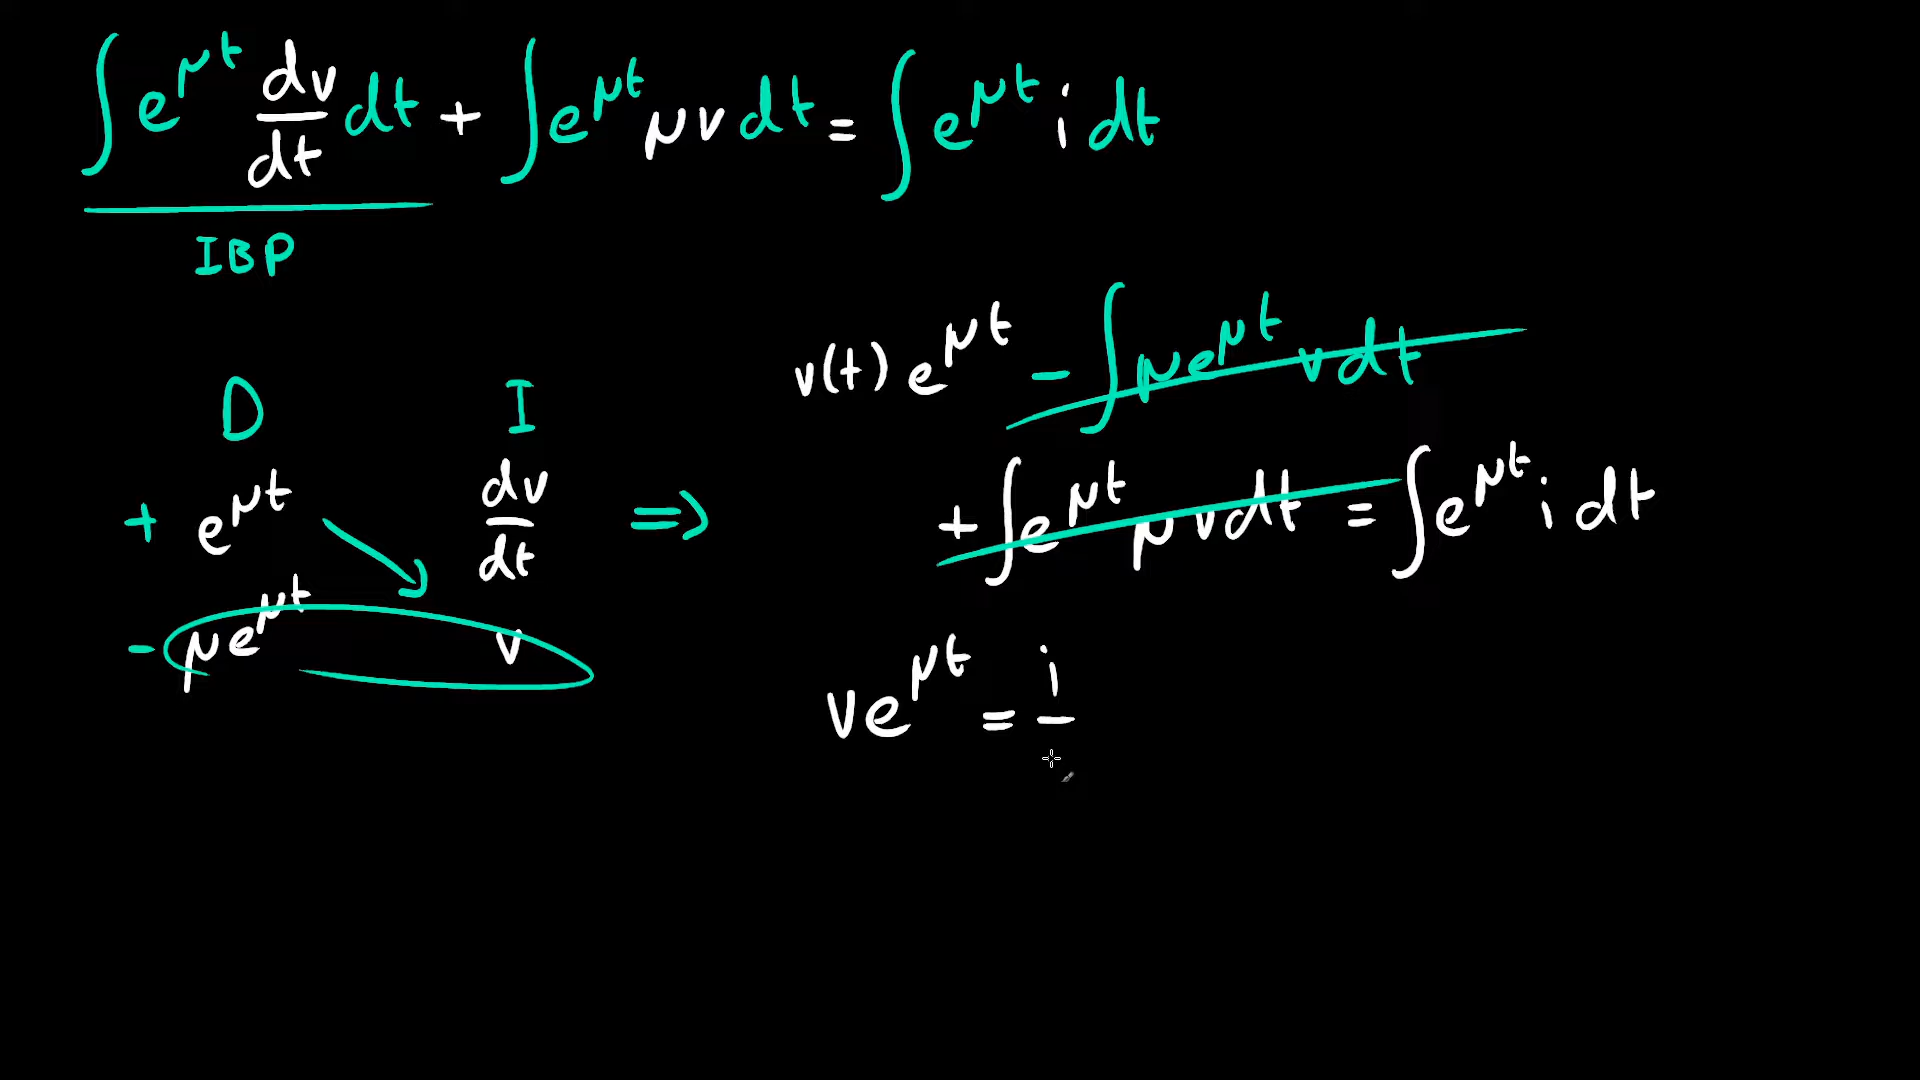 ∫e^{μt} dv/dt dt + ∫e^{μt} μv dt = ∫e^{μt} i dt
IBP
D I
+ e^{μt} dv/dt ⇒
- μe^{μt} v
v(t) e^{μt} - ∫μe^{μt} v dt
+ ∫e^{μt} μ v dt = ∫e^{μt} i dt
ve^{μt} = i/